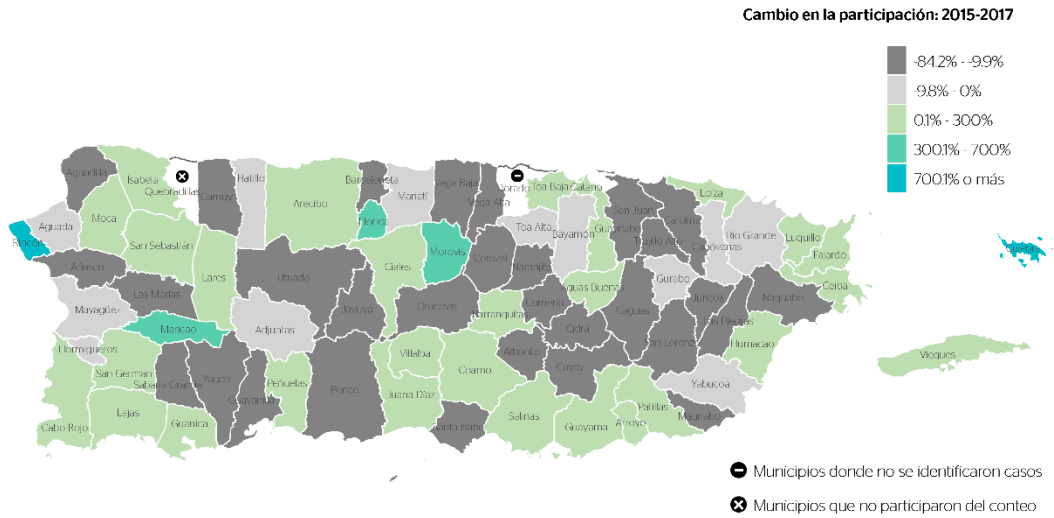 Cambio en la participación: 2015-2017
-84.2% - -9.9%
-9.8% - 0%
0.1% - 300%
300.1% - 700%
700.1% o más
Aguadilla
Isabela
Quebradillas
Camuy
Hatillo
Arecibo
Barceloneta
Manatí
Vega Baja
Vega Alta
Dorado
Toa Baja
Cataño
San Juan
Carolina
Loíza
Aguada
Moca
Rincón
San Sebastián
Florida
Morovis
Corozal
Toa Alta
Bayamón
Guaynabo
Trujillo Alto
Canóvanas
Río Grande
Luquillo
Fajardo
Culebra
Añasco
Lares
Utuado
Ciales
Naranjito
Aguas Buenas
Gurabo
Ceiba
Las Marías
Mayagüez
Maricao
Adjuntas
Jayuya
Orocovis
Barranquitas
Comerío
Cidra
Caguas
Juncos
Las Piedras
Naguabo
San Lorenzo
Humacao
Hormigueros
San Germán
Sabana Grande
Yauco
Guayanilla
Peñuelas
Ponce
Villalba
Juana Díaz
Coamo
Aibonito
Cayey
Yabucoa
Vieques
Cabo Rojo
Lajas
Guanica
Santa Isabel
Salinas
Guayama
Arroyo
Patillas
Maunabo
Municipios donde no se identificaron casos
Municipios que no participaron del conteo